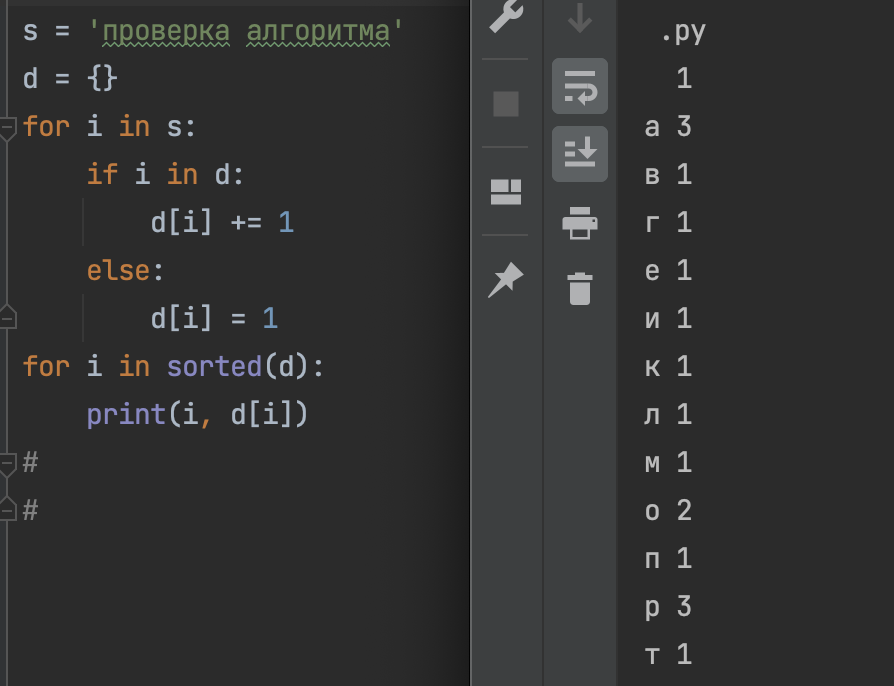 s = 'проверка алгоритма'
d = {}
for i in s:
    if i in d:
        d[i] += 1
    else:
        d[i] = 1
for i in sorted(d):
    print(i, d[i])
#
#
.py
  1
а 3
в 1
г 1
е 1
и 1
к 1
л 1
м 1
о 2
п 1
р 3
т 1